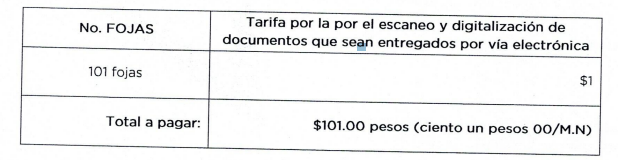 No. FOJAS
Tarifa por la por el escaneo y digitalización de
documentos que sean entregados por vía electrónica
101 fojas
$1
Total a pagar:
$101.00 pesos (ciento un pesos 00/M.N)